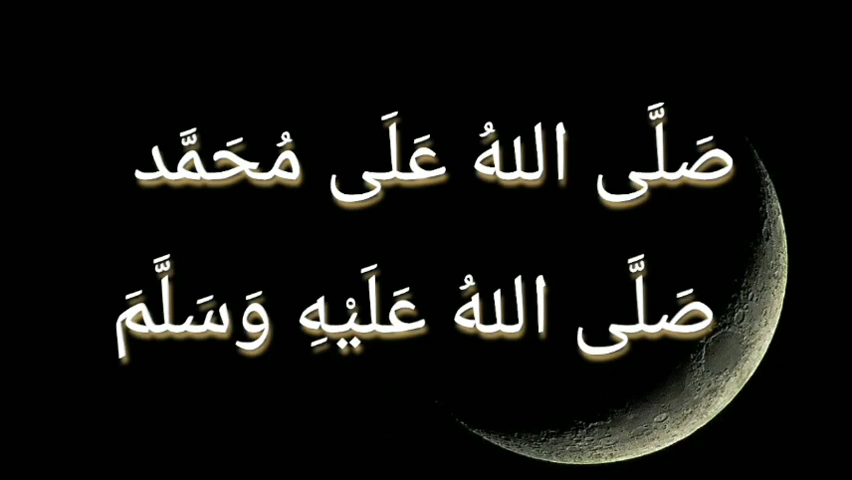 صَلَّى اللهُ عَلَى مُحَمَّد
صَلَّى اللهُ عَلَيْهِ وَسَلَّمَ